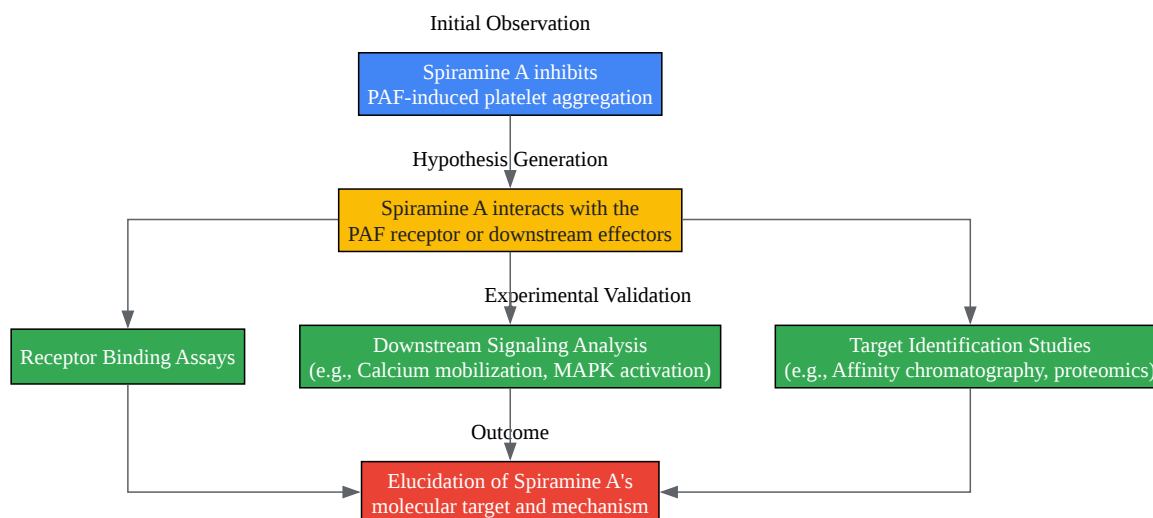 Initial Observation
Spiramine A inhibits
PAF-induced platelet aggregation
Hypothesis Generation
Spiramine A interacts with the
PAF receptor or downstream effectors
Experimental Validation
Receptor Binding Assays
Downstream Signaling Analysis
(e.g., Calcium mobilization, MAPK activation)
Target Identification Studies
(e.g., Affinity chromatography, proteomics)
Outcome
Elucidation of Spiramine A's
molecular target and mechanism